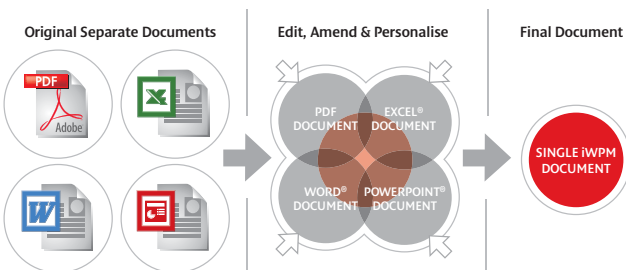 Original Separate Documents
PDF
Adobe
W
Edit, Amend & Personalise
PDF
DOCUMENT
EXCEL®
DOCUMENT
WORD®
DOCUMENT
POWERPOINT®
DOCUMENT
Final Document
SINGLE iWPM
DOCUMENT